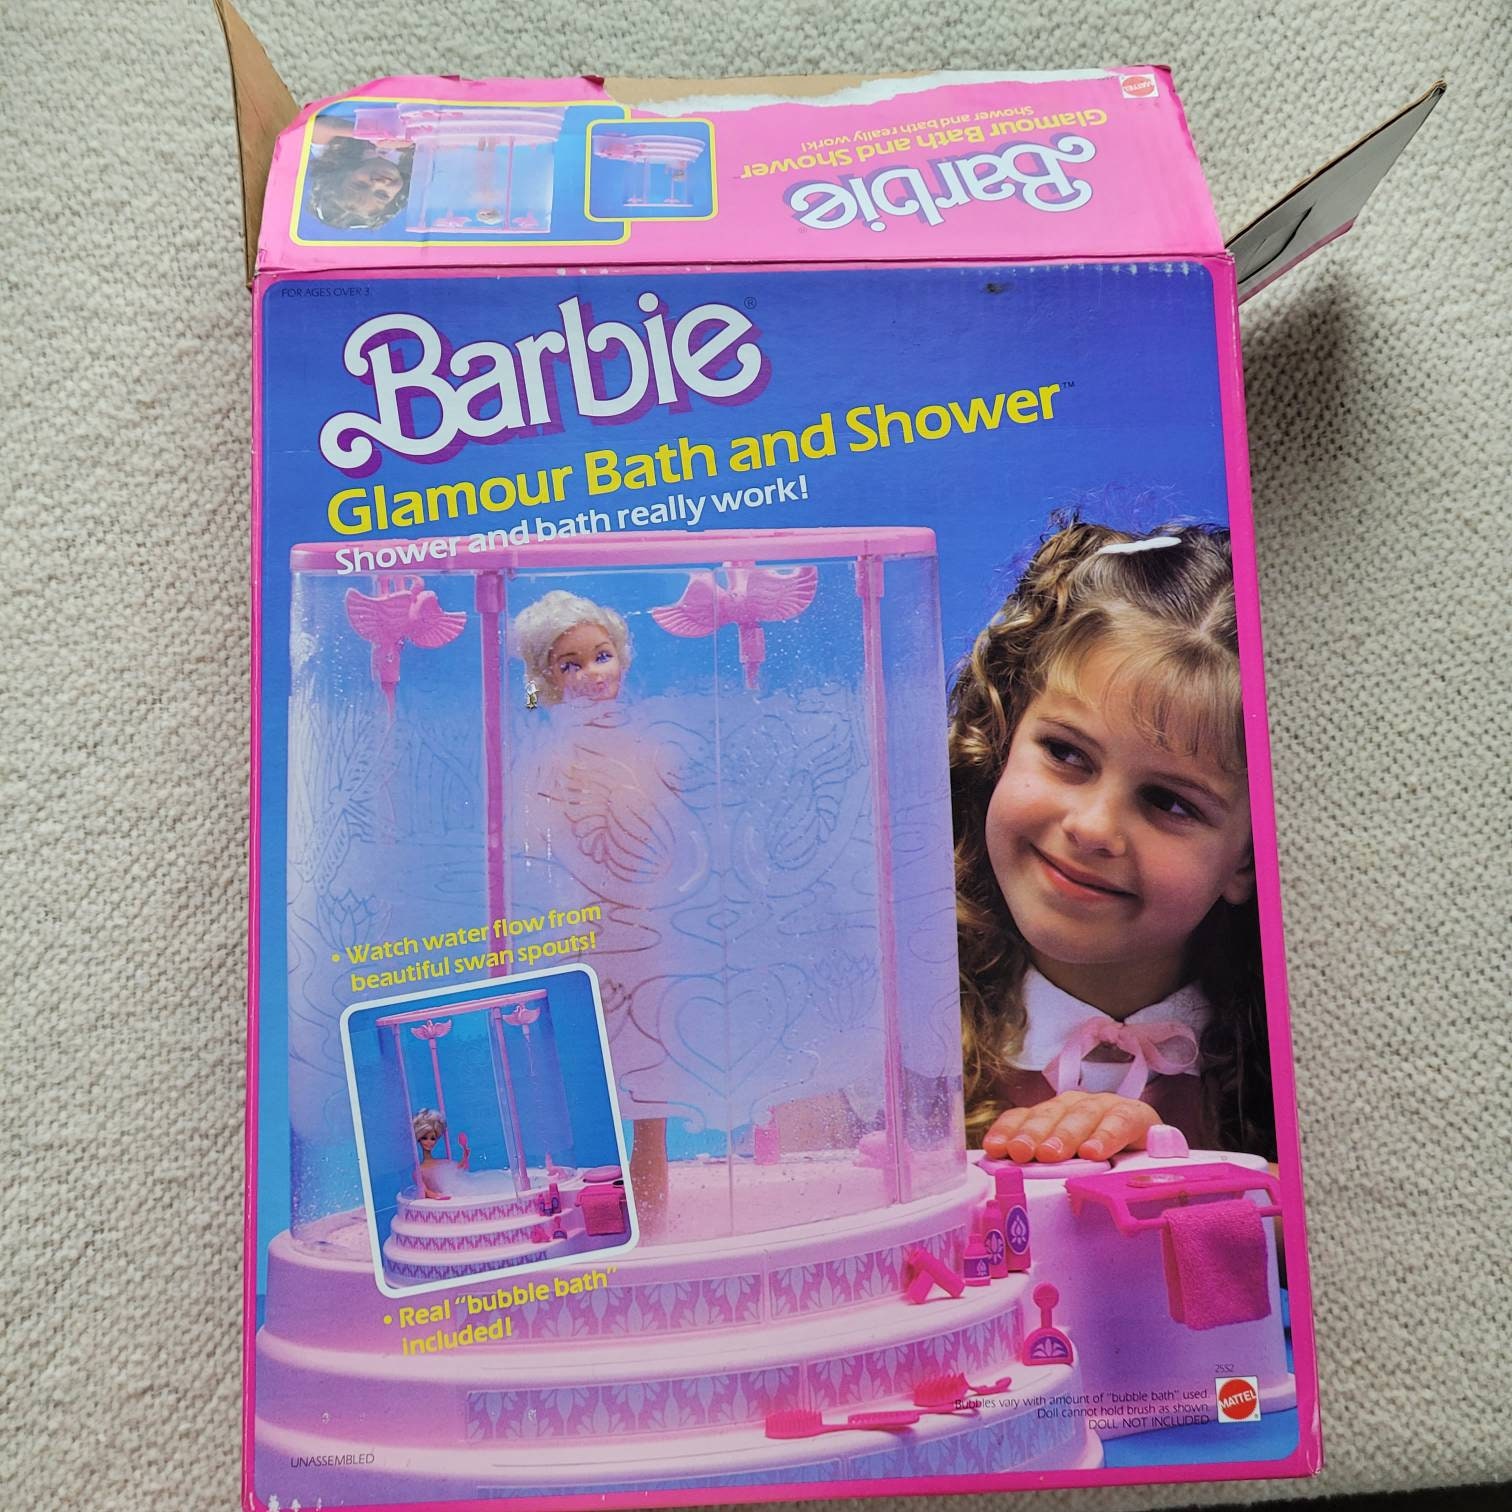 MATTEL
Barbie®
Glamour Bath and Shower™
Shower and bath really work!
FOR AGES OVER 3
Barbie®
Glamour Bath and Shower™
Shower and bath really work!
• Watch water flow from
beautiful swan spouts!
• Real "bubble bath"
included!
2552
Bubbles vary with amount of "bubble bath" used.
Doll cannot hold brush as shown.
DOLL NOT INCLUDED
MATTEL
UNASSEMBLED